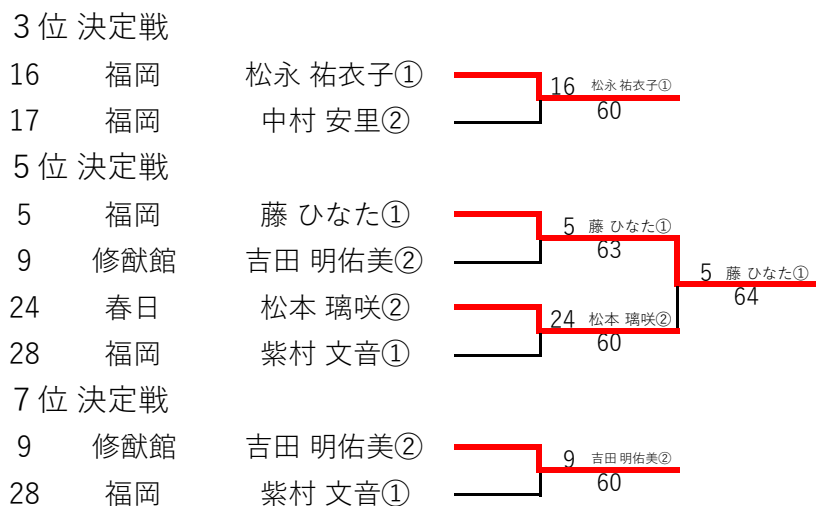 3位 決定戦
16 福岡 松永 祐衣子①
16 松永 祐衣子①
60
17 福岡 中村 安里②
5位 決定戦
5 福岡 藤 ひなた①
5 藤 ひなた①
63
9 修猷館 吉田 明佑美②
5 藤 ひなた①
64
24 春日 松本 璃咲②
24 松本 璃咲②
60
28 福岡 紫村 文音①
7位 決定戦
9 修猷館 吉田 明佑美②
9 吉田 明佑美②
60
28 福岡 紫村 文音①